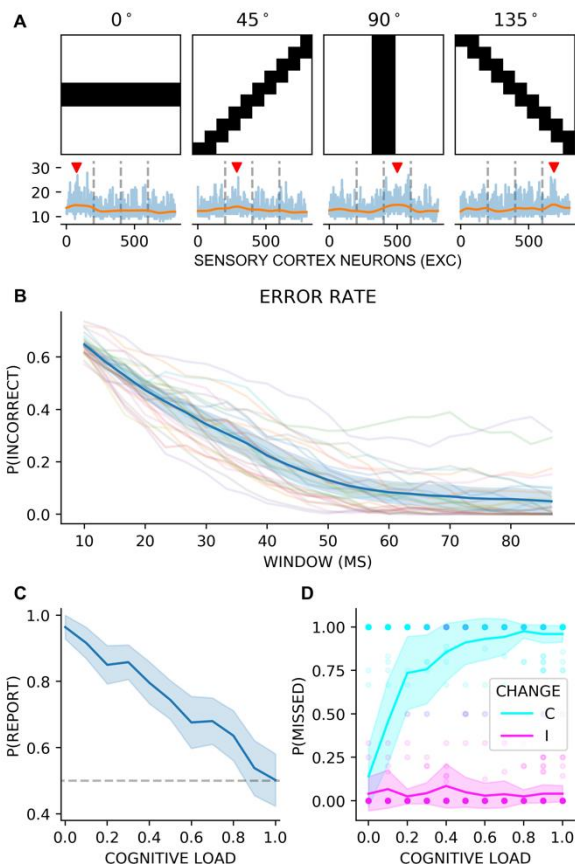 A
0° 45° 90° 135°
30
20
10
0 500 0 500 0 500 0 500
SENSORY CORTEX NEURONS (EXC)
B
ERROR RATE
P(INCORRECT)
0.6
0.4
0.2
0.0
10 20 30 40 50 60 70 80
WINDOW (MS)
C
P(REPORT)
1.0
0.8
0.6
0.4
0.0 0.2 0.4 0.6 0.8 1.0
COGNITIVE LOAD
D
P(MISSED)
1.00
0.75
0.50
0.25
0.00
CHANGE
C
I
0.0 0.2 0.4 0.6 0.8 1.0
COGNITIVE LOAD